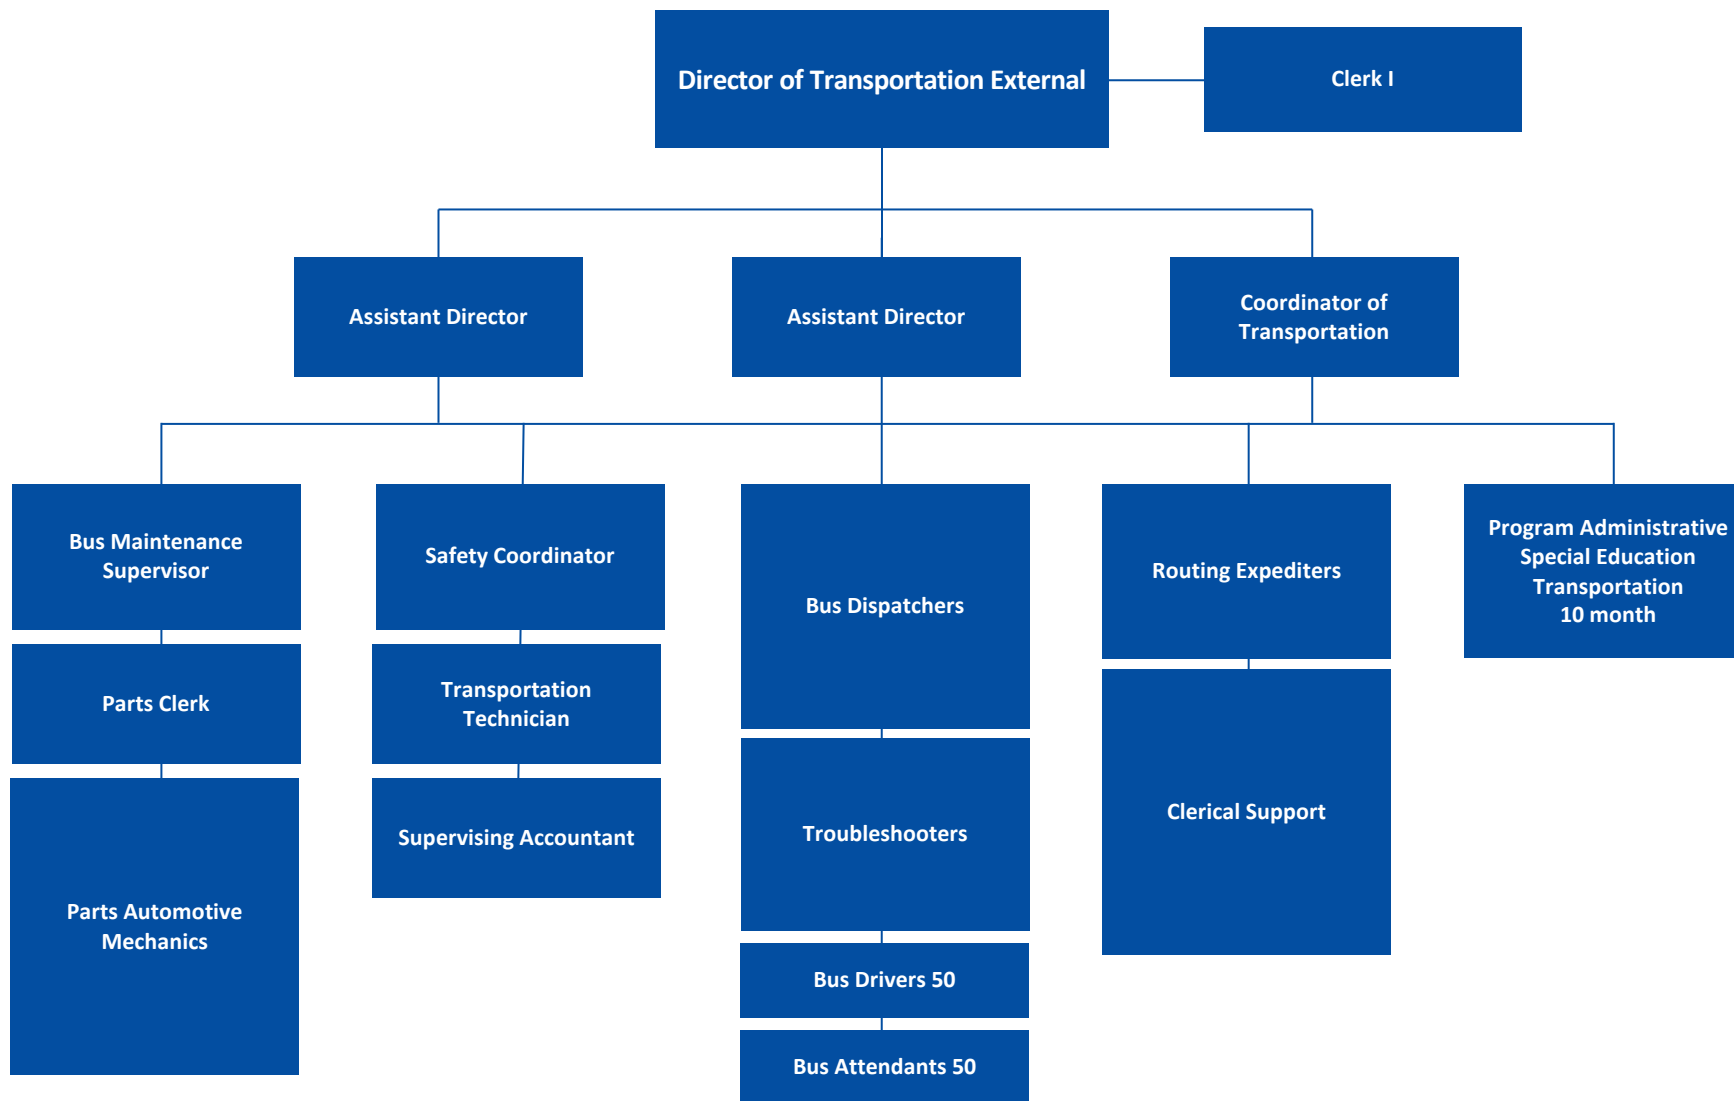 Director of Transportation External
Clerk I
Assistant Director
Assistant Director
Coordinator of
Transportation
Bus Maintenance
Supervisor
Safety Coordinator
Bus Dispatchers
Routing Expediters
Program Administrative
Special Education
Transportation
10 month
Parts Clerk
Transportation
Technician
Troubleshooters
Clerical Support
Supervising Accountant
Parts Automotive
Mechanics
Bus Drivers 50
Bus Attendants 50